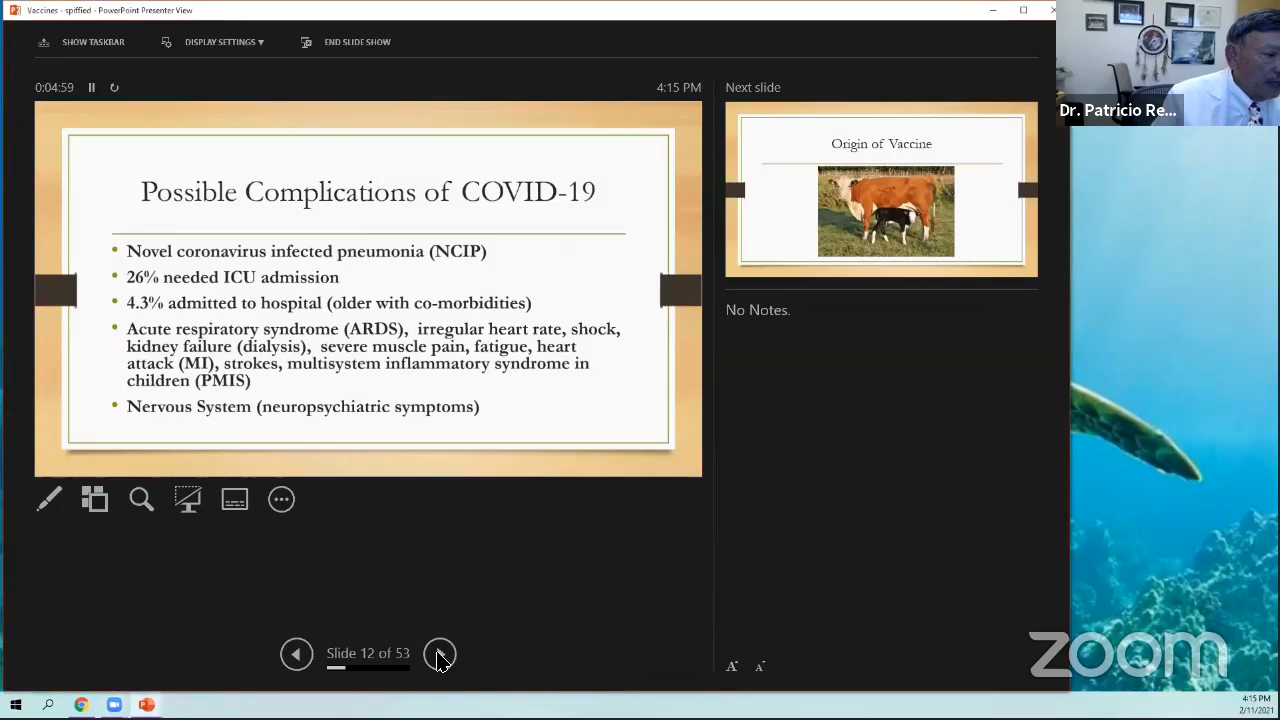 Vaccines - spiffied - PowerPoint Presenter View
SHOW TASKBAR
DISPLAY SETTINGS ▼
END SLIDE SHOW
0:04:59
4:15 PM
Next slide
Dr. Patricio Re...
Possible Complications of COVID-19
• Novel coronavirus infected pneumonia (NCIP)
• 26% needed ICU admission
• 4.3% admitted to hospital (older with co-morbidities)
• Acute respiratory syndrome (ARDS), irregular heart rate, shock,
kidney failure (dialysis), severe muscle pain, fatigue, heart
attack (MI), strokes, multisystem inflammatory syndrome in
children (PMIS)
• Nervous System (neuropsychiatric symptoms)
Origin of Vaccine
No Notes.
Slide 12 of 53
A A
zoom
4:15 PM
2/11/2021